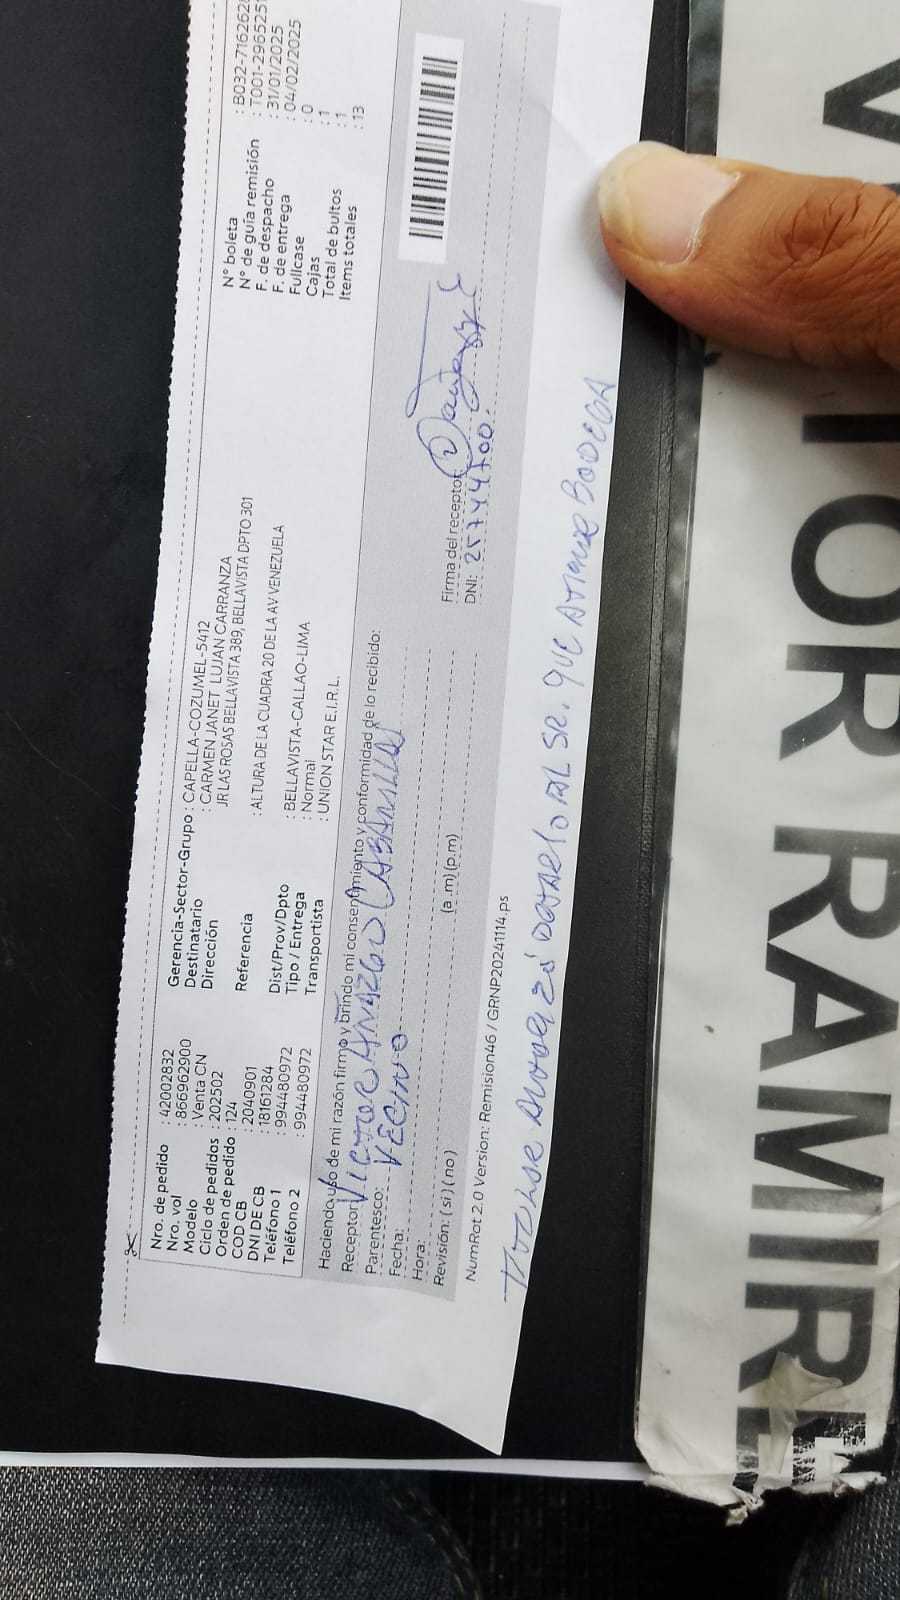 Nro. de pedido : 42002832
Nro. vol : 866962900
Modelo : Venta CN
Ciclo de pedidos : 202502
Orden de pedido : 124
COD CB : 2040901
DNI DE CB : 18161284
Teléfono 1 : 994480972
Teléfono 2 : 994480972
Gerencia-Sector-Grupo : CAPELLA-COZUMEL-5412
Destinatario : CARMEN JANET LUJAN CARRANZA
Dirección JR LAS ROSAS BELLAVISTA 389, BELLAVISTA DPTO 301
Referencia : ALTURA DE LA CUADRA 20 DE LA AV VENEZUELA
Dist/Prov/Dpto : BELLAVISTA-CALLAO-LIMA
Tipo / Entrega : Normal
Transportista : UNION STAR E.I.R.L.
N° boleta : B032-7162628
N° de guía remisión : T001-2965251
F. de despacho : 31/01/2025
F. de entrega : 04/02/2025
Fullcase : 0
Cajas : 1
Total de bultos : 1
Items totales : 13
Haciendo uso de mi razón firmo y brindo mi consentimiento y conformidad de lo recibido:
Receptor: VICTOR CABANILLAS
Parentesco: VECINO
Fecha:
Hora: (a .m) (p.m)
Revisión: ( si ) ( no )
Firma del receptor:
DNI: 25744700.
NumRot 2.0 Version: Remision46 / GRNP20241114.ps
AL SR. QUE ATIENDE BODEGA
VICTOR RAMIRE